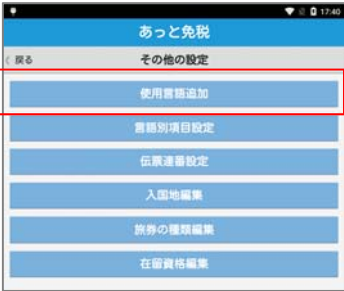 17:40
あっと免税
戻る その他の設定
使用言語追加
言語別項目設定
伝票連番設定
入国地編集
旅券の種類編集
在留資格編集